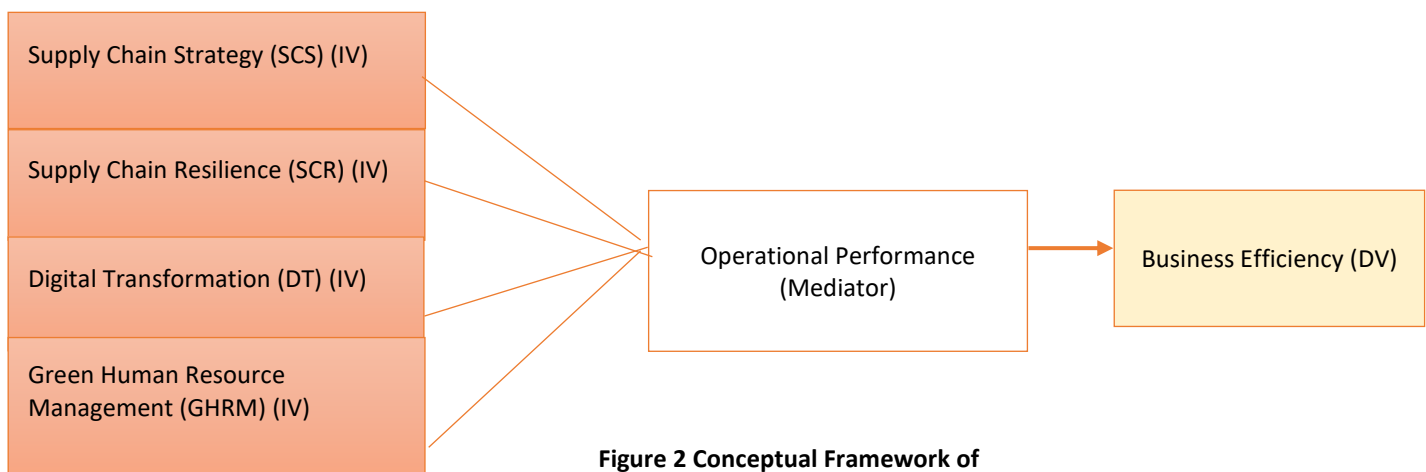 Supply Chain Strategy (SCS) (IV)
Supply Chain Resilience (SCR) (IV)
Digital Transformation (DT) (IV)
Green Human Resource
Management (GHRM) (IV)
Operational Performance
(Mediator)
Business Efficiency (DV)
Figure 2 Conceptual Framework of